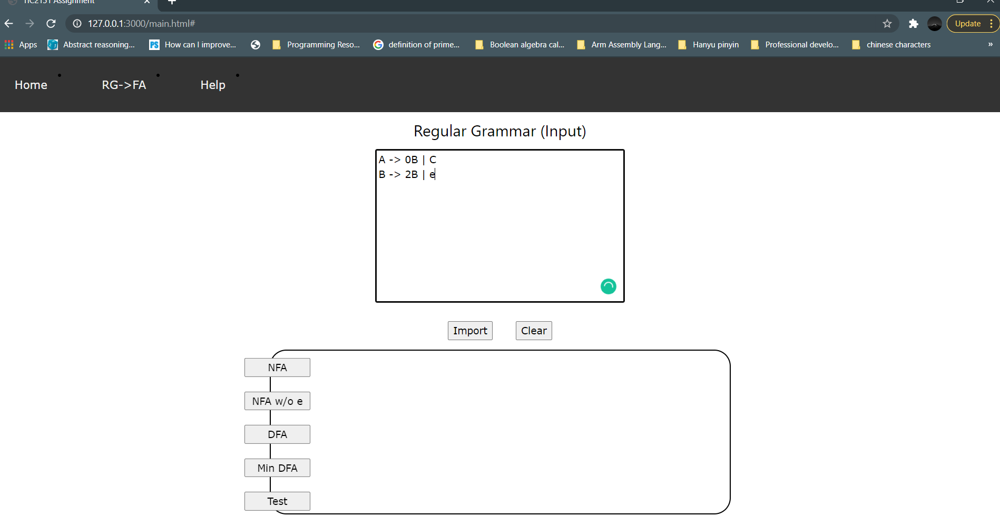 TIC2151 Assignment
127.0.0.1:3000/main.html#
Update
Apps
Abstract reasoning...
How can I improve...
Programming Reso...
definition of prime...
Boolean algebra cal...
Arm Assembly Lang...
Hanyu pinyin
Professional develo...
chinese characters
»
Home
RG->FA
Help
Regular Grammar (Input)
A -> 0B | C
B -> 2B | e
Import
Clear
NFA
NFA w/o e
DFA
Min DFA
Test